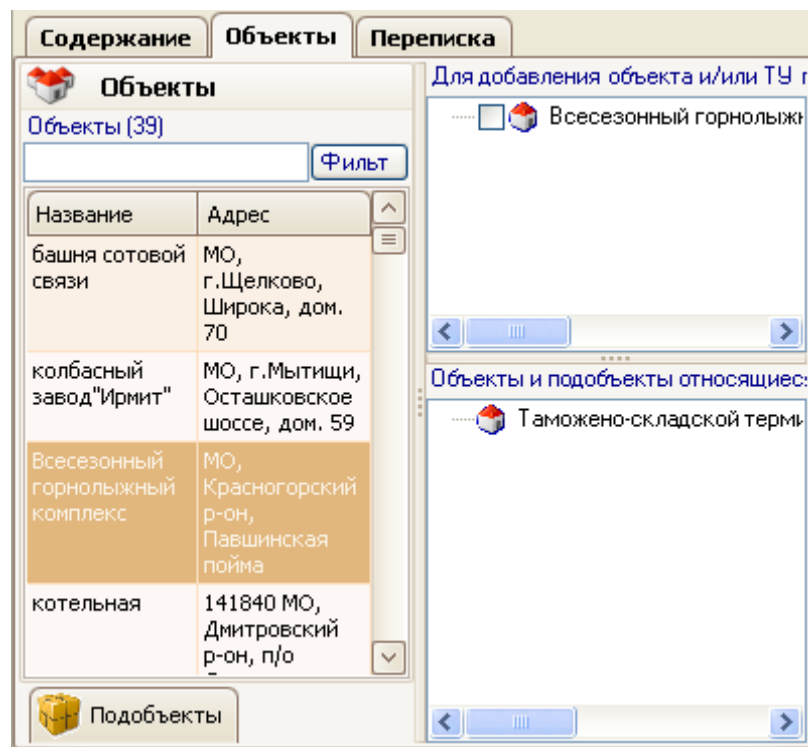 Содержание Объекты Переписка
Объекты
Объекты (39)
Фильт
Название Адрес
башня сотовой
связи
МО,
г.Щелково,
Широка, дом.
70
колбасный
завод"Ирмит"
МО, г.Мытищи,
Осташковское
шоссе, дом. 59
Всесезонный
горнолыжный
комплекс
МО,
Красногорский
р-он,
Павшинская
пойма
котельная
141840 МО,
Дмитровский
р-он, п/о
Подобъекты
Для добавления объекта и/или ТУ
Всесезонный горнолыжн
Объекты и подобъекты относящиес
Таможено-складской терми